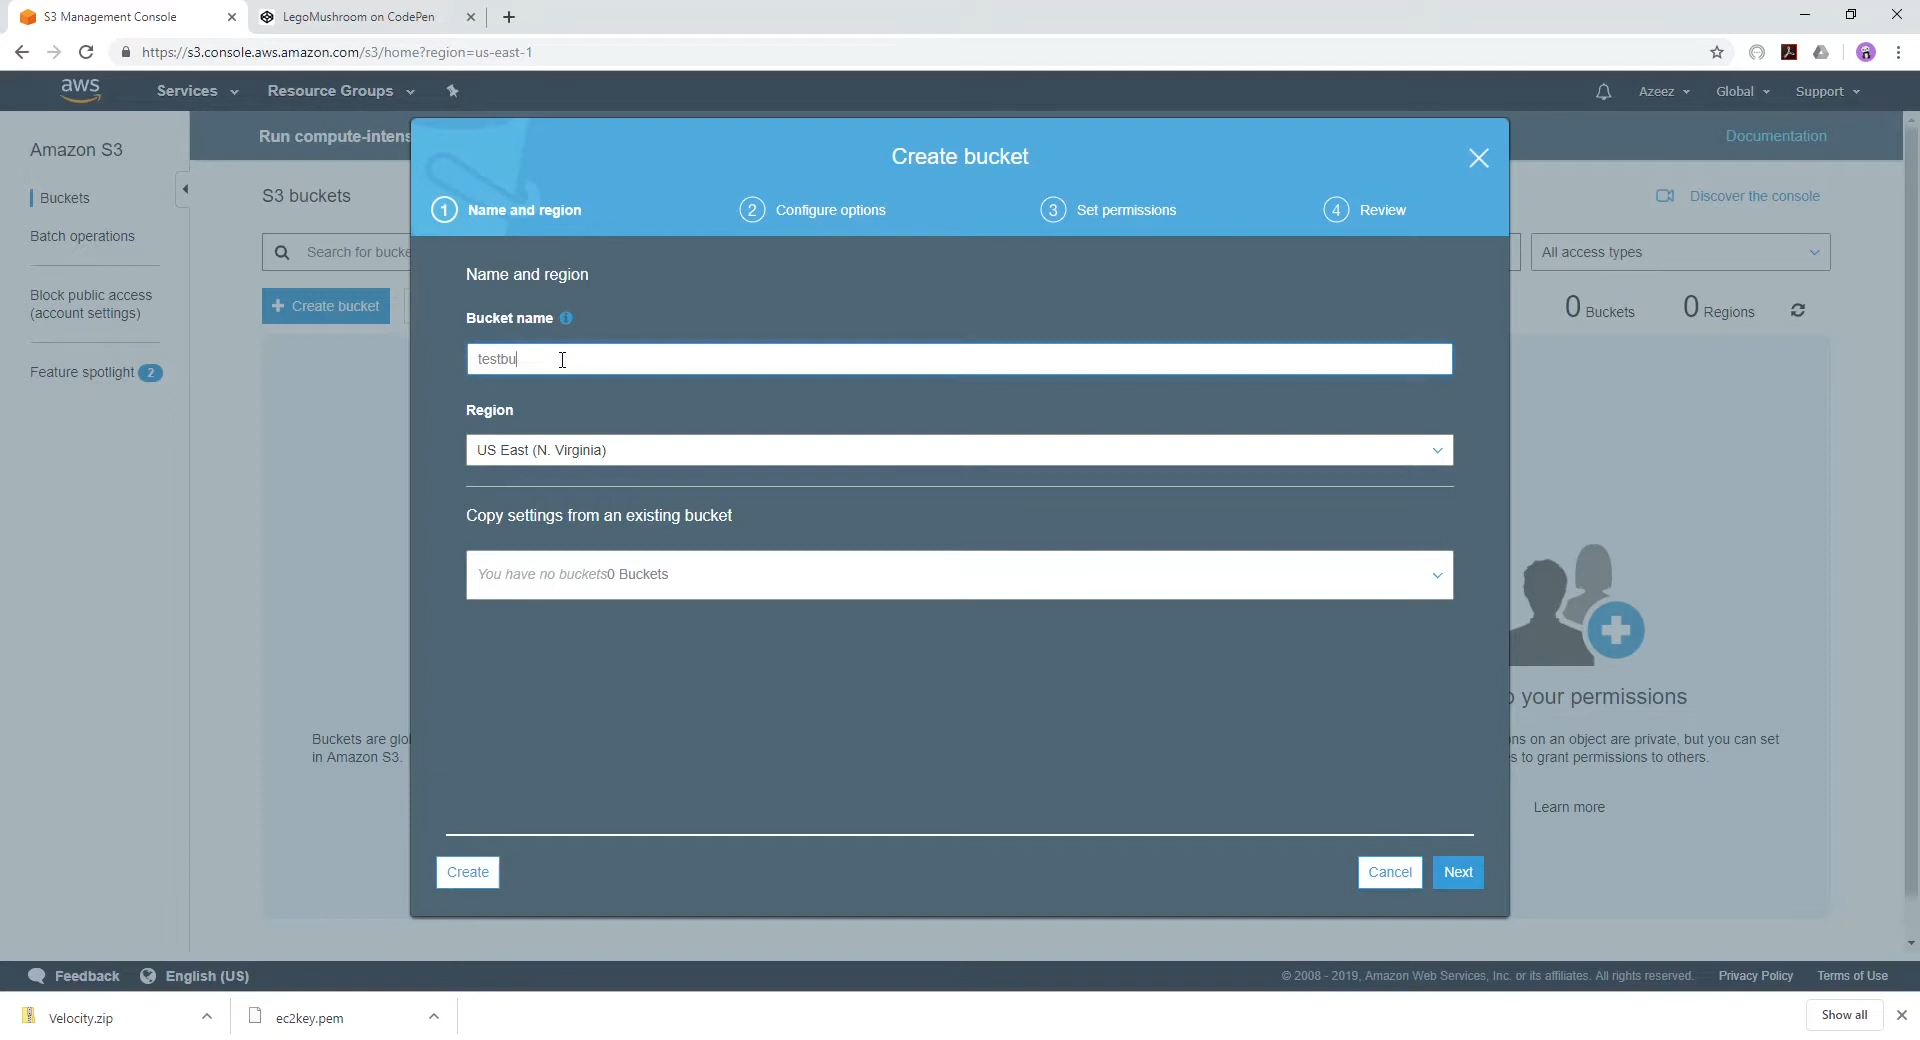 S3 Management Console
LegoMushroom on CodePen
https://s3.console.aws.amazon.com/s3/home?region=us-east-1
aws
Services
Resource Groups
Azeez
Global
Support
Amazon S3
Run compute-intens
Documentation
Create bucket
1 Name and region
2 Configure options
3 Set permissions
4 Review
Buckets
S3 buckets
Discover the console
Batch operations
Search for bucke
All access types
Block public access
(account settings)
+ Create bucket
0 Buckets
0 Regions
Feature spotlight 2
Name and region
Bucket name
testbu
Region
US East (N. Virginia)
Copy settings from an existing bucket
You have no buckets0 Buckets
your permissions
Buckets are glo
in Amazon S3.
ns on an object are private, but you can set
s to grant permissions to others.
Learn more
Create
Cancel
Next
Feedback
English (US)
© 2008 - 2019, Amazon Web Services, Inc. or its affiliates. All rights reserved.
Privacy Policy
Terms of Use
Velocity.zip
ec2key.pem
Show all